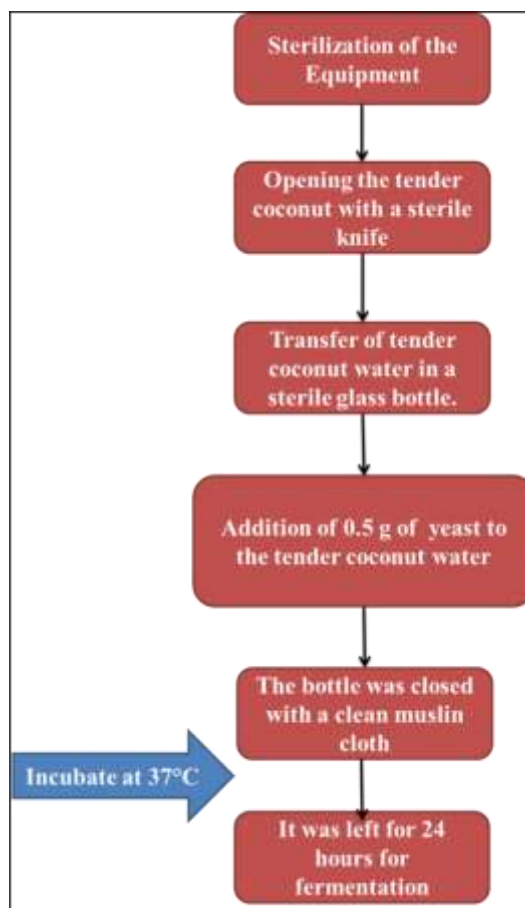 Sterilization of the
Equipment
Opening the tender
coconut with a sterile
knife
Transfer of tender
coconut water in a
sterile glass bottle.
Addition of 0.5 g of yeast to
the tender coconut water
The bottle was closed
with a clean muslin
cloth
Incubate at 37°C
It was left for 24
hours for
fermentation